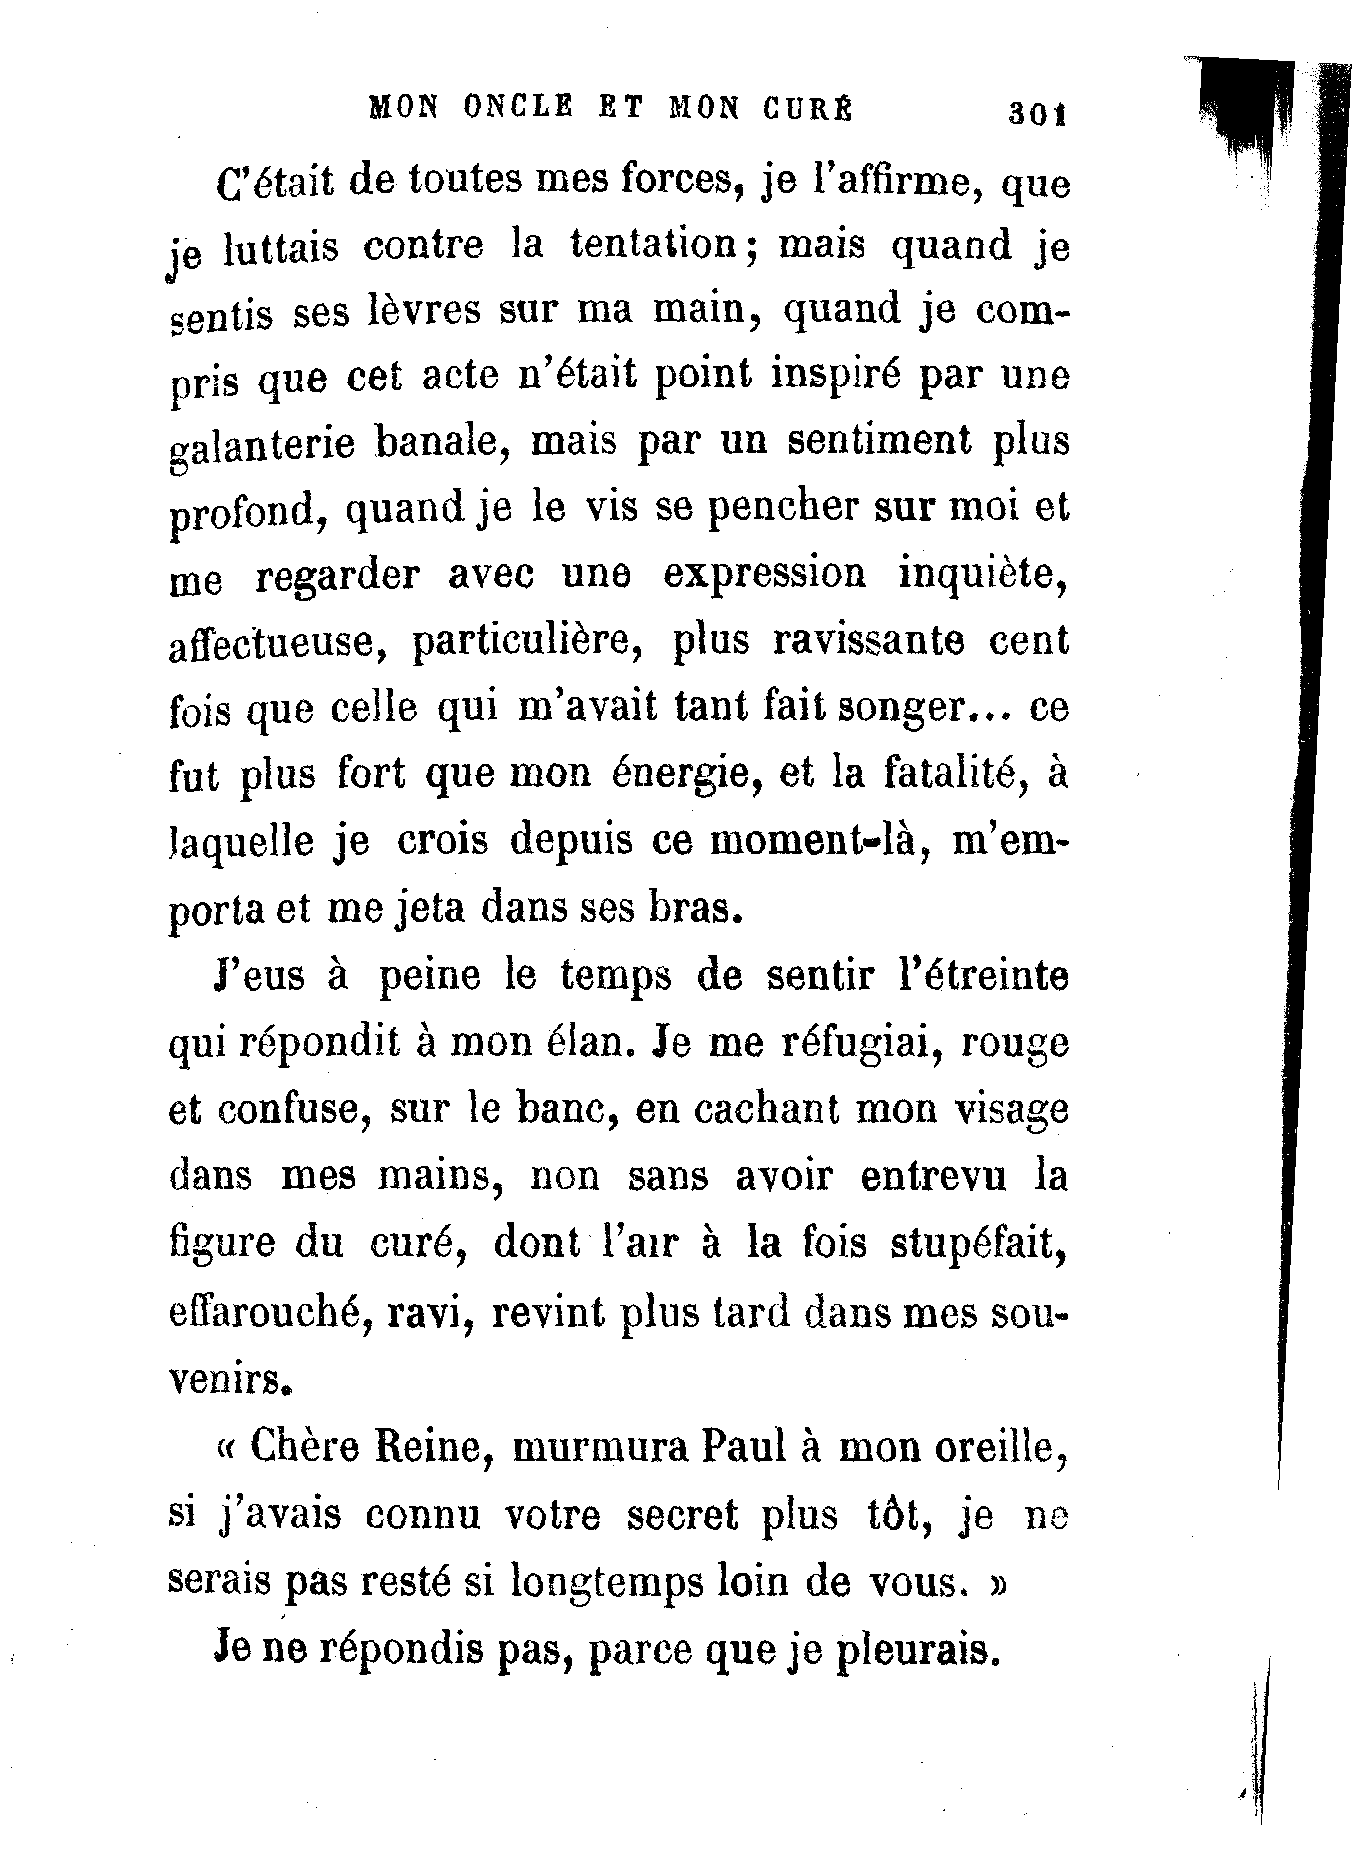 MON ONCLE ET MON CURÉ 301
C'était de toutes mes forces, je l'affirme, que
je luttais contre la tentation; mais quand je
sentis ses lèvres sur ma main, quand je com-
pris que cet acte n'était point inspiré par une
galanterie banale, mais par un sentiment plus
profond, quand je le vis se pencher sur moi et
me regarder avec une expression inquiète,
affectueuse, particulière, plus ravissante cent
fois que celle qui m'avait tant fait songer... ce
fut plus fort que mon énergie, et la fatalité, à
laquelle je crois depuis ce moment-là, m'em-
porta et me jeta dans ses bras.
J'eus à peine le temps de sentir l'étreinte
qui répondit à mon élan. Je me réfugiai, rouge
et confuse, sur le banc, en cachant mon visage
dans mes mains, non sans avoir entrevu la
figure du curé, dont l'air à la fois stupéfait,
effarouché, ravi, revint plus tard dans mes sou-
venirs.
« Chère Reine, murmura Paul à mon oreille,
si j'avais connu votre secret plus tôt, je ne
serais pas resté si longtemps loin de vous. »
Je ne répondis pas, parce que je pleurais.